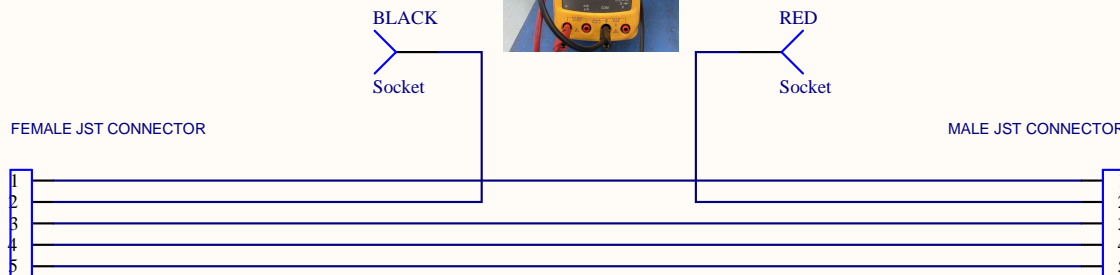 BLACK
RED
Socket
Socket
FEMALE JST CONNECTOR
MALE JST CONNECTOR
1
2
3
4
5